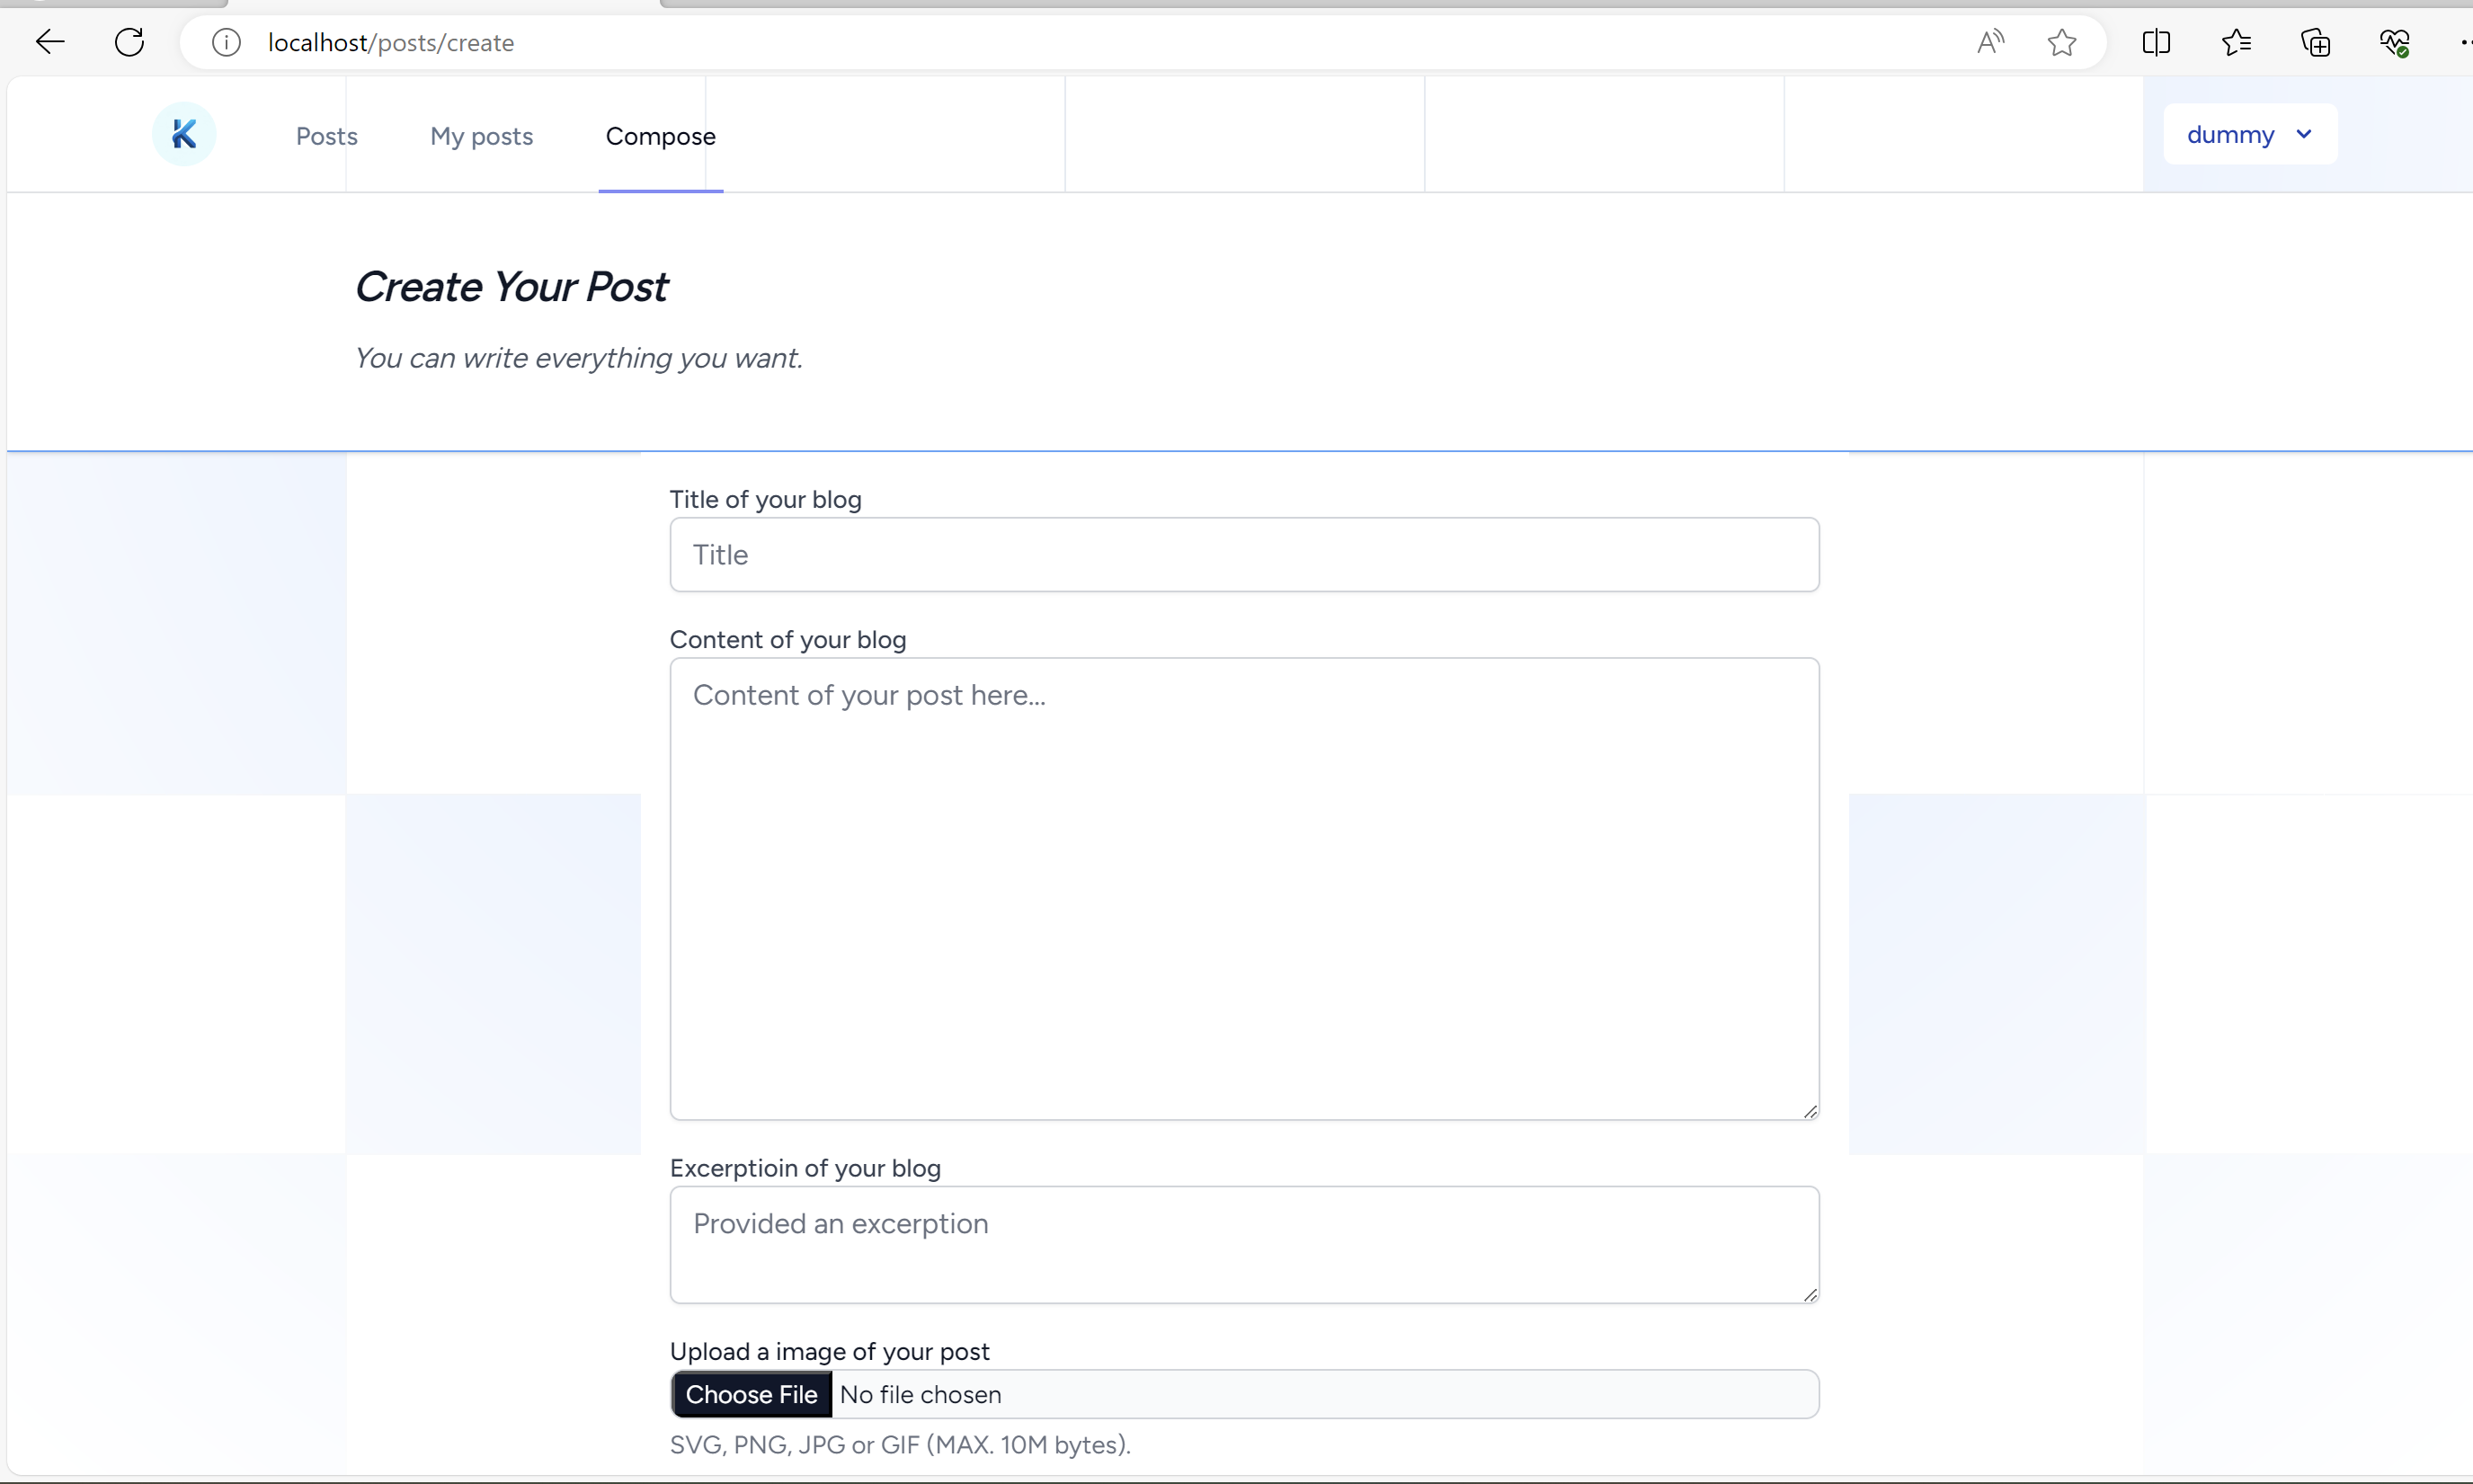 localhost/posts/create
Posts My posts Compose dummy
Create Your Post
You can write everything you want.
Title of your blog
Title
Content of your blog
Content of your post here...
Excerptioin of your blog
Provided an excerption
Upload a image of your post
Choose File No file chosen
SVG, PNG, JPG or GIF (MAX. 10M bytes).